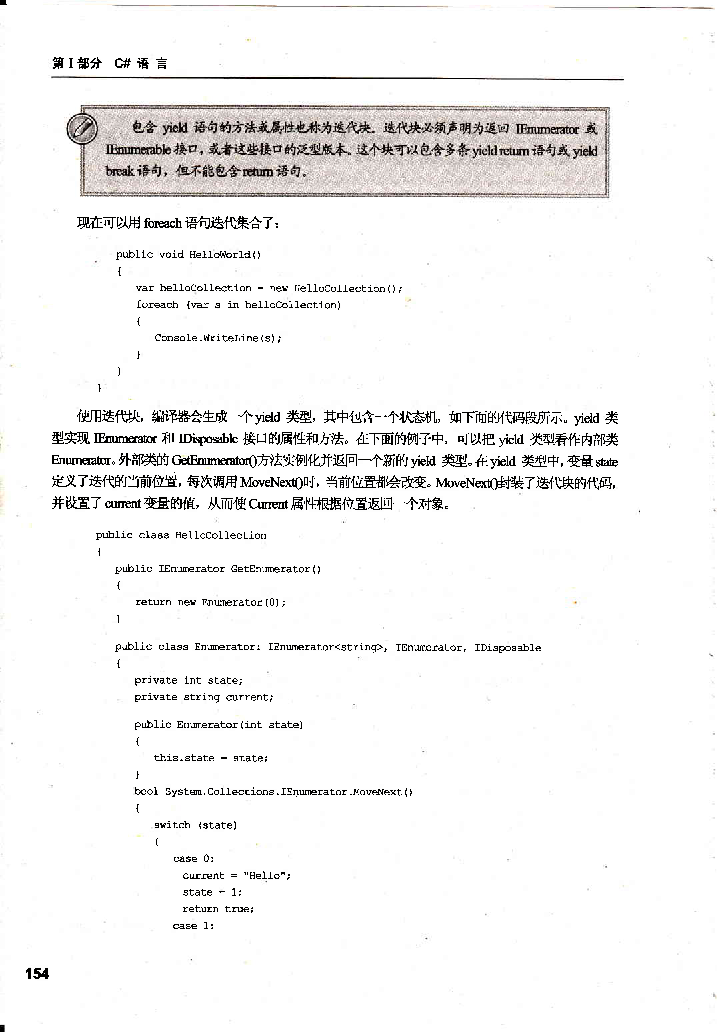 第 I 部分 C# 语 言
包含 yield 语句的方法或属性也称为迭代块。迭代块必须声明为返回 IEnumerator 或
IEnumerable 接口，或者这些接口的泛型版本。这个块可以包含多条 yield return 语句或 yield
break 语句，但不能包含 return 语句。
现在可以用 foreach 语句迭代集合了：
public void HelloWorld()
{
var helloCollection = new HelloCollection();
foreach (var s in helloCollection)
{
Console.WriteLine(s);
}
}
}
使用迭代块，编译器会生成一个 yield 类型，其中包含一个状态机，如下面的代码段所示。yield 类
型实现 IEnumerator 和 IDisposable 接口的属性和方法。在下面的例子中，可以把 yield 类型看作内部类
Enumerator。外部类的 GetEnumerator()方法实例化并返回一个新的 yield 类型。在 yield 类型中，变量 state
定义了迭代的当前位置，每次调用 MoveNext()时，当前位置都会改变。MoveNext()封装了迭代块的代码，
并设置了 current 变量的值，从而使 Current 属性根据位置返回一个对象。
public class HelloCollection
{
public IEnumerator GetEnumerator()
{
return new Enumerator(0);
}
public class Enumerator: IEnumerator<string>, IEnumerator, IDisposable
{
private int state;
private string current;
public Enumerator(int state)
{
this.state = state;
}
bool System.Collections.IEnumerator.MoveNext()
{
switch (state)
{
case 0:
current = "Hello";
state = 1;
return true;
case 1:
154